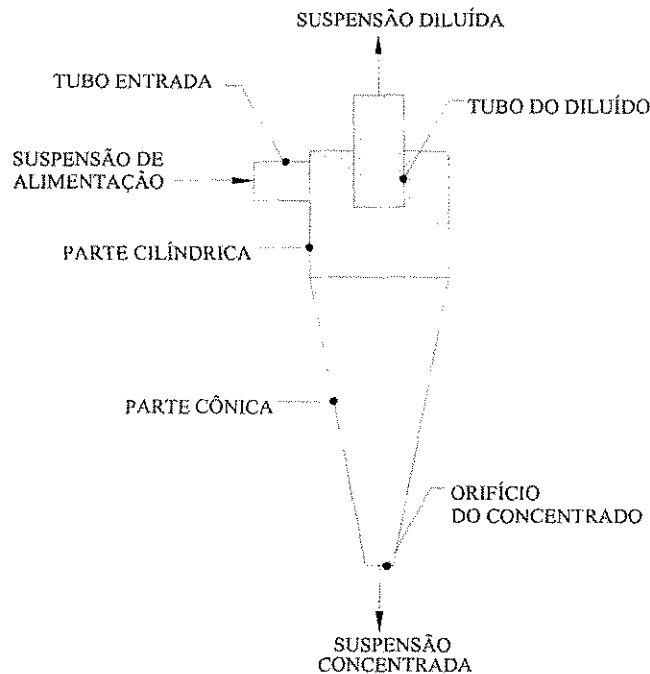 SUSPENSÃO DILUÍDA
TUBO ENTRADA
TUBO DO DILUÍDO
SUSPENSÃO DE
ALIMENTAÇÃO
PARTE CILÍNDRICA
PARTE CÔNICA
ORIFÍCIO
DO CONCENTRADO
SUSPENSÃO
CONCENTRADA